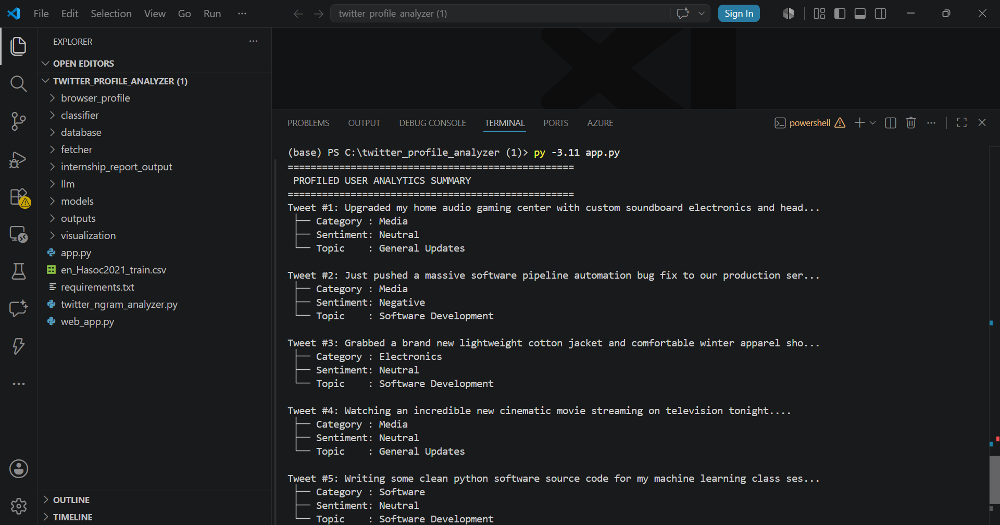 File Edit Selection View Go Run ···
twitter_profile_analyzer (1)
Sign In
EXPLORER
OPEN EDITORS
TWITTER_PROFILE_ANALYZER (1)
browser_profile
classifier
database
fetcher
internship_report_output
llm
models
outputs
visualization
app.py
en_Hasoc2021_train.csv
requirements.txt
twitter_ngram_analyzer.py
web_app.py
OUTLINE
TIMELINE
PROBLEMS OUTPUT DEBUG CONSOLE TERMINAL PORTS AZURE
powershell
(base) PS C:\twitter_profile_analyzer (1)> py -3.11 app.py
==================================================
PROFILED USER ANALYTICS SUMMARY
==================================================
Tweet #1: Upgraded my home audio gaming center with custom soundboard electronics and head...
├── Category : Media
├── Sentiment: Neutral
└── Topic    : General Updates
Tweet #2: Just pushed a massive software pipeline automation bug fix to our production ser...
├── Category : Media
├── Sentiment: Negative
└── Topic    : Software Development
Tweet #3: Grabbed a brand new lightweight cotton jacket and comfortable winter apparel sho...
├── Category : Electronics
├── Sentiment: Neutral
└── Topic    : Software Development
Tweet #4: Watching an incredible new cinematic movie streaming on television tonight....
├── Category : Media
├── Sentiment: Neutral
└── Topic    : General Updates
Tweet #5: Writing some clean python software source code for my machine learning class ses...
├── Category : Software
├── Sentiment: Neutral
└── Topic    : Software Development